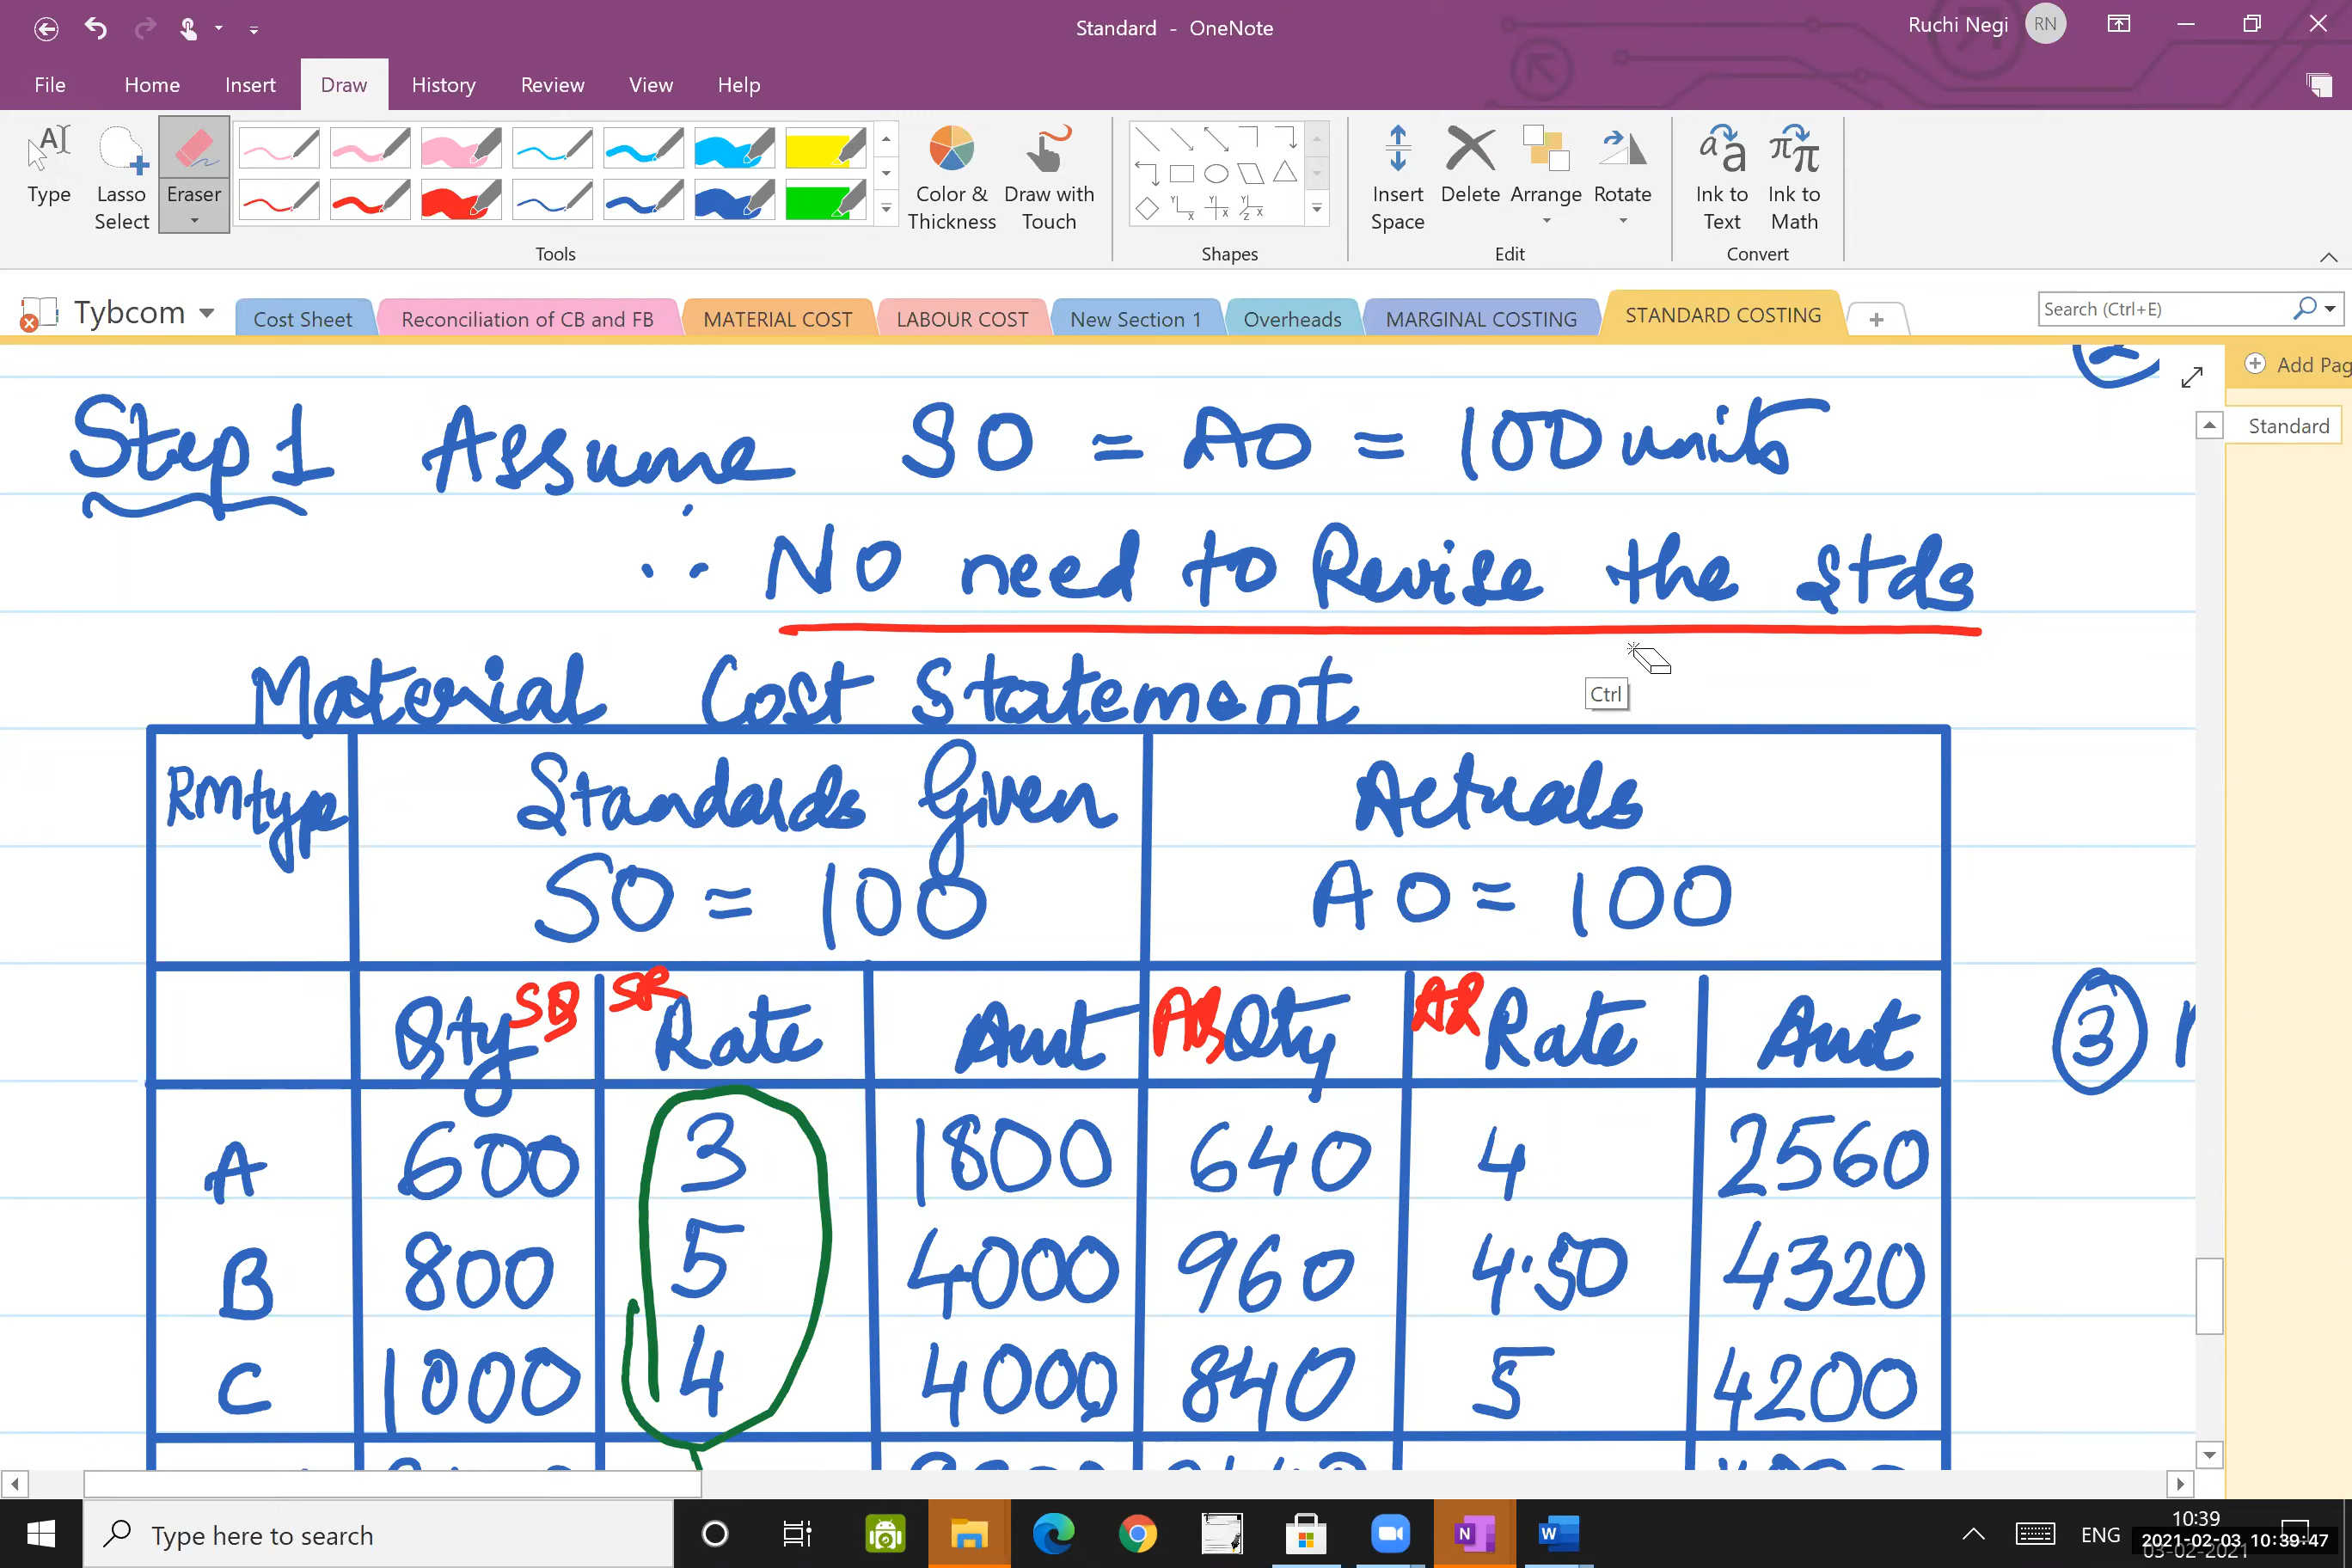 Standard - OneNote
Ruchi Negi RN
File Home Insert Draw History Review View Help
Type
Lasso Select
Eraser
Color & Thickness
Draw with Touch
Insert Space
Delete
Arrange
Rotate
Ink to Text
Ink to Math
Tools Shapes Edit Convert
Tybcom Cost Sheet Reconciliation of CB and FB MATERIAL COST LABOUR COST New Section 1 Overheads MARGINAL COSTING STANDARD COSTING + Search (Ctrl+E)
Add Pag
Standard
2
Step 1 Assume SO = AO = 100 units
∴ No need to Revise the Stds
Ctrl
Material Cost Statement
RM type Standards Given Actuals
SO = 100 AO = 100
Qty SQ SR Rate Amt AQ Qty AR Rate Amt
3
A 600 3 1800 640 4 2560
B 800 5 4000 960 4.50 4320
C 1000 4 4000 840 5 4200
Type here to search
ENG
10:39
03-02-2021
2021-02-03 10:39:47